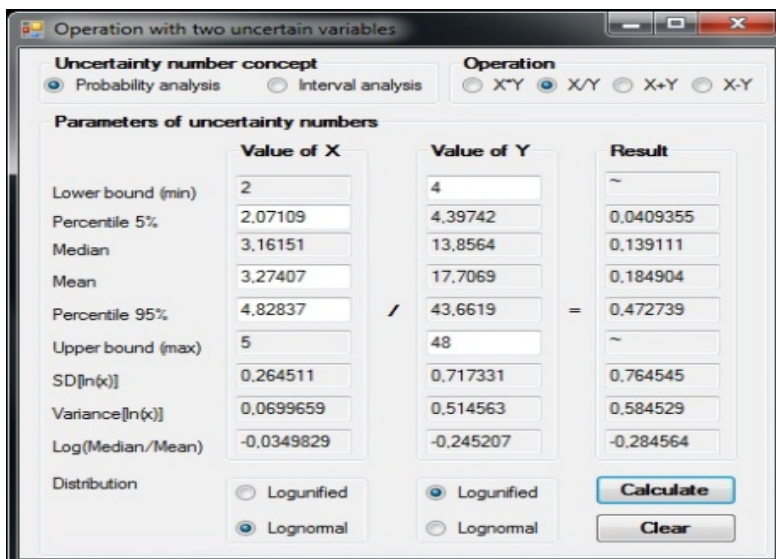 Operation with two uncertain variables
Uncertainty number concept
Operation
Probability analysis Interval analysis
X*Y X/Y X+Y X-Y
Parameters of uncertainty numbers
Value of X Value of Y Result
Lower bound (min) 2 4 ~
Percentile 5% 2,07109 4,39742 0,0409355
Median 3,16151 13,8564 0,139111
Mean 3,27407 17,7069 0,184904
Percentile 95% 4,82837 / 43,6619 = 0,472739
Upper bound (max) 5 48 ~
SD[ln(x)] 0,264511 0,717331 0,764545
Variance[ln(x)] 0,0699659 0,514563 0,584529
Log(Median/Mean) -0,0349829 -0,245207 -0,284564
Distribution Logunified Logunified Calculate
Lognormal Lognormal Clear